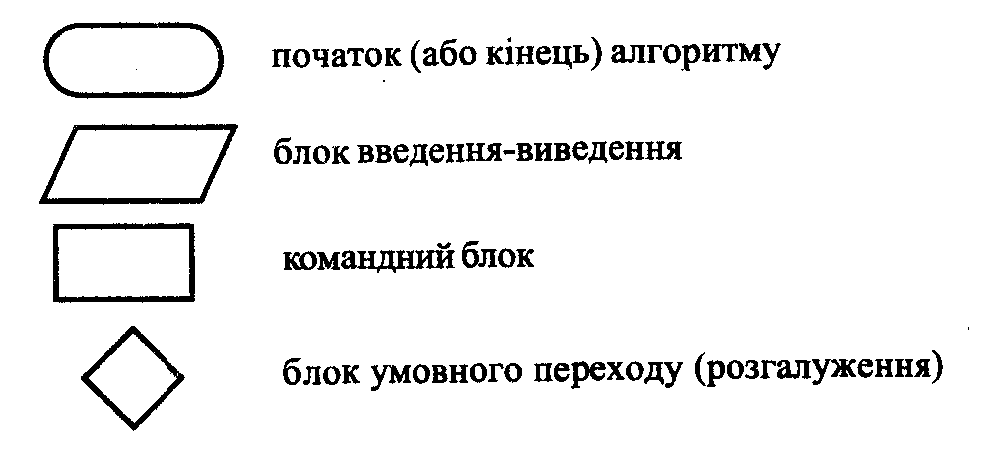 початок (або кінець) алгоритму
блок введення-виведення
командний блок
блок умовного переходу (розгалуження)